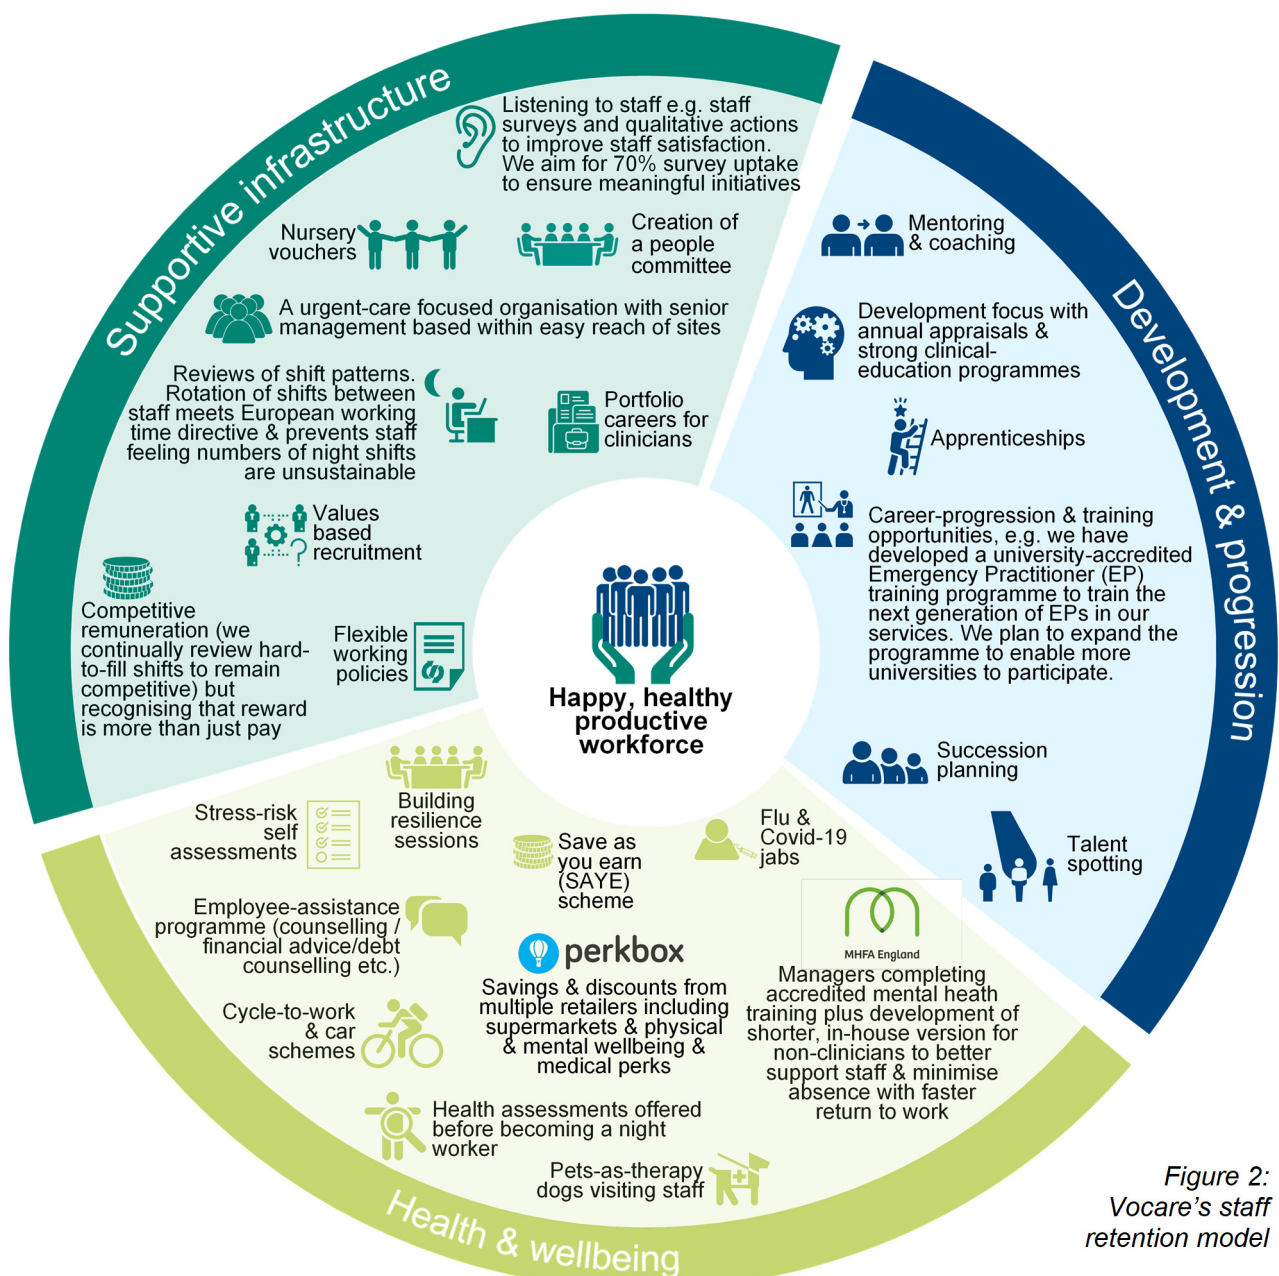 Supportive infrastructure
Listening to staff e.g. staff
surveys and qualitative actions
to improve staff satisfaction.
We aim for 70% survey uptake
to ensure meaningful initiatives
Nursery
vouchers
Creation of
a people
committee
A urgent-care focused organisation with senior
management based within easy reach of sites
Reviews of shift patterns.
Rotation of shifts between
staff meets European working
time directive & prevents staff
feeling numbers of night shifts
are unsustainable
Portfolio
careers for
clinicians
Values
based
recruitment
Competitive
remuneration (we
continually review hard-
to-fill shifts to remain
competitive) but
recognising that reward
is more than just pay
Flexible
working
policies
Development & progression
Mentoring
& coaching
Development focus with
annual appraisals &
strong clinical-
education programmes
Apprenticeships
Career-progression & training
opportunities, e.g. we have
developed a university-accredited
Emergency Practitioner (EP)
training programme to train the
next generation of EPs in our
services. We plan to expand the
programme to enable more
universities to participate.
Succession
planning
Talent
spotting
Happy, healthy
productive
workforce
Building
resilience
sessions
Stress-risk
self
assessments
Save as
you earn
(SAYE)
scheme
Flu &
Covid-19
jabs
Employee-assistance
programme (counselling /
financial advice/debt
counselling etc.)
perkbox
Savings & discounts from
multiple retailers including
supermarkets & physical
& mental wellbeing &
medical perks
MHFA England
Managers completing
accredited mental heath
training plus development of
shorter, in-house version for
non-clinicians to better
support staff & minimise
absence with faster
return to work
Cycle-to-work
& car
schemes
Health assessments offered
before becoming a night
worker
Pets-as-therapy
dogs visiting staff
Health & wellbeing
Figure 2:
Vocare's staff
retention model